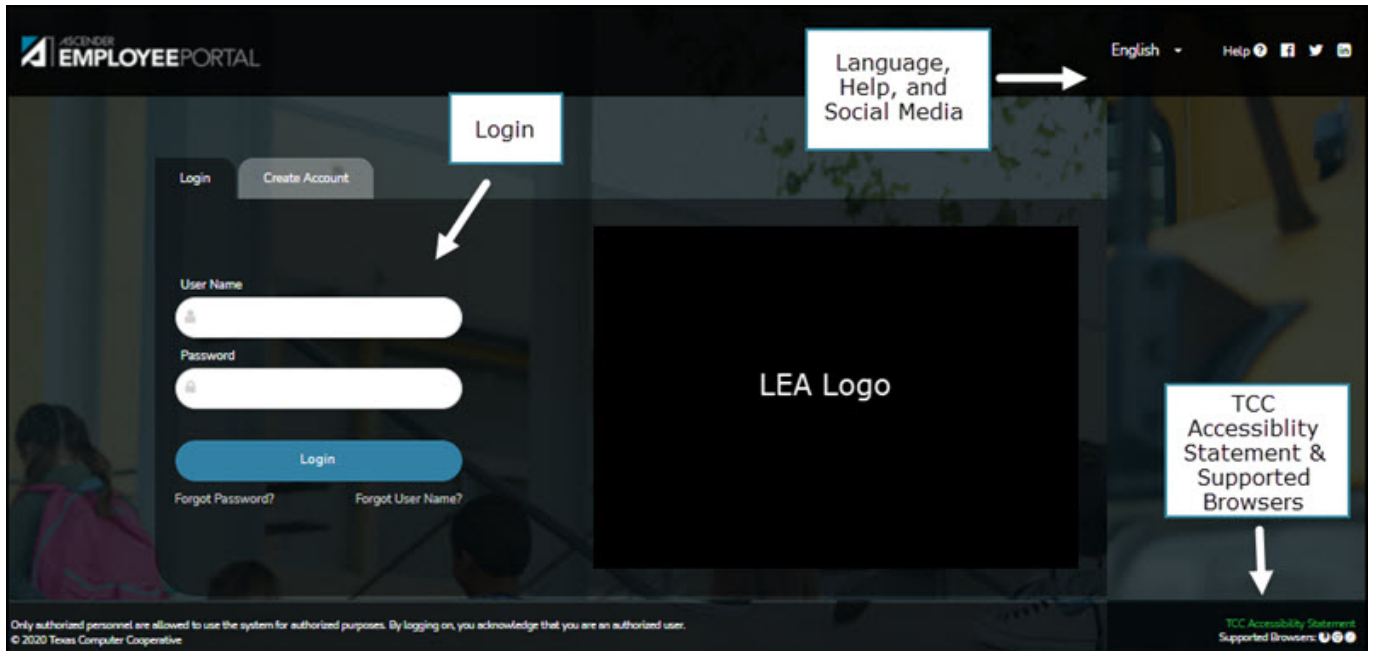 ASCENDER
EMPLOYEEPORTAL
Language,
Help, and
Social Media
English
Help
Login
Login
Create Account
User Name
Password
Login
Forgot Password?
Forgot User Name?
LEA Logo
TCC
Accessiblity
Statement &
Supported
Browsers
Only authorized personnel are allowed to use the system for authorized purposes. By logging on, you acknowledge that you are an authorized user.
© 2020 Texas Computer Cooperative
TCC Accessibility Statement
Supported Browsers: